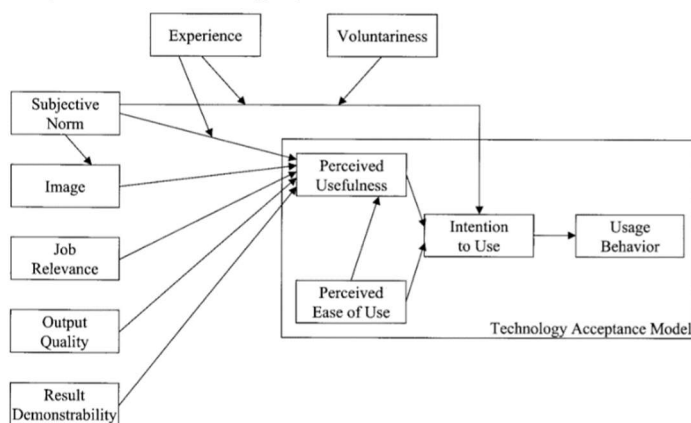 Experience
Voluntariness
Subjective
Norm
Image
Perceived
Usefulness
Job
Relevance
Intention
to Use
Usage
Behavior
Output
Quality
Perceived
Ease of Use
Technology Acceptance Model
Result
Demonstrability